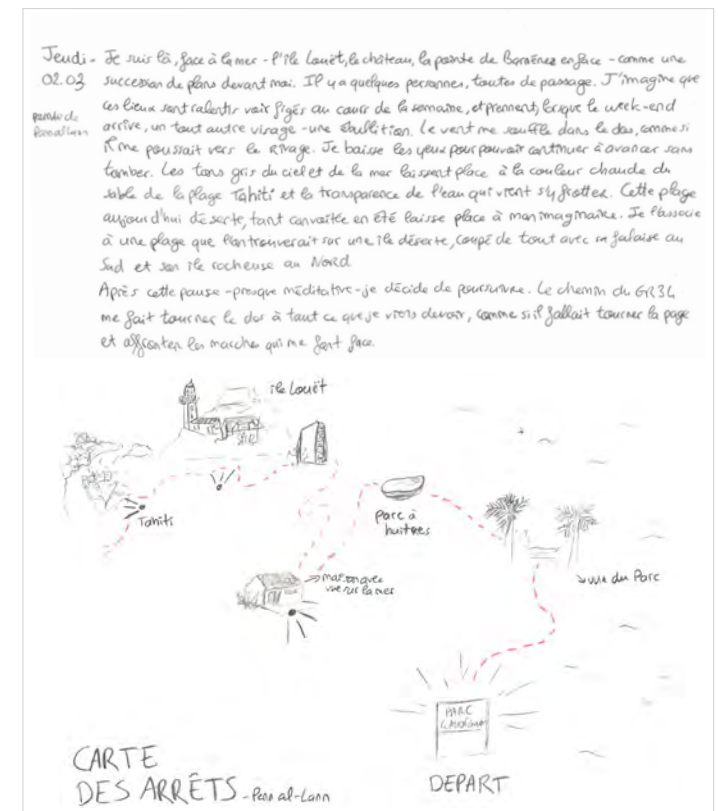 Jeudi - Je suis là, face à la mer - l'île Louët, le château, la pointe de Barnénez en face - comme une
02.03 succession de plans devant moi. Il y a quelques personnes, toutes de passage. J'imagine que
pointe de Penn al Lann
ces lieux sont ralentis voir figés au cours de la semaine, et prennent, lorsque le week-end
arrive, un tout autre visage - une ébullition. Le vent me souffle dans le dos, comme si
il me poussait vers le rivage. Je baisse les yeux pour pouvoir continuer à avancer sans
tomber. Les tons gris du ciel et de la mer laissent place à la couleur chaude du
sable de la plage Tahiti et la transparence de l'eau qui vient s'y frotter. Cette plage
aujourd'hui déserte, tant convoitée en été laisse place à mon imaginaire. Je l'associe
à une plage que l'on trouverait sur une île déserte, coupé de tout avec sa falaise au
Sud et son île rocheuse au Nord
Après cette pause - presque méditative - je décide de poursuivre. Le chemin du GR34
me fait tourner le dos à tout ce que je viens de voir, comme si il fallait tourner la page
et affronter les marches qui me font face.
île Louët
Tahiti
Parc à
huîtres
maison avec
vue sur la mer
vue du Parc
PARC
CARTE
DES ARRÊTS - Penn al-Lann
DEPART